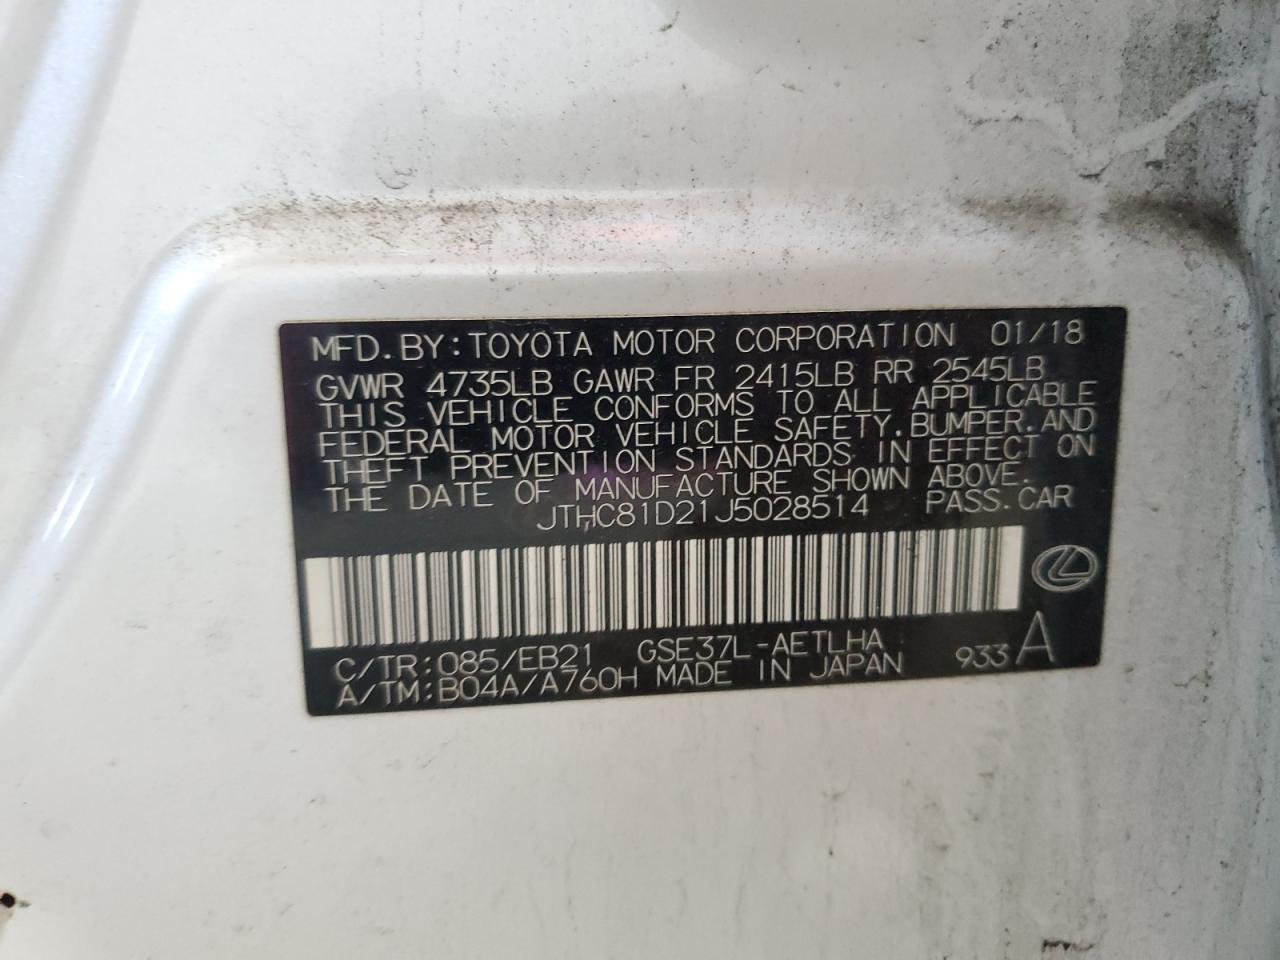 MFD.BY:TOYOTA MOTOR CORPORATION 01/18
GVWR 4735LB GAWR FR 2415LB RR 2545LB
THIS VEHICLE CONFORMS TO ALL APPLICABLE
FEDERAL MOTOR VEHICLE SAFETY,BUMPER,AND
THEFT PREVENTION STANDARDS IN EFFECT ON
THE DATE OF MANUFACTURE SHOWN ABOVE.
JTHC81D21J5028514 PASS.CAR
C/TR:085/EB21 GSE37L-AETLHA
A/TM:B04A/A760H MADE IN JAPAN 933 A